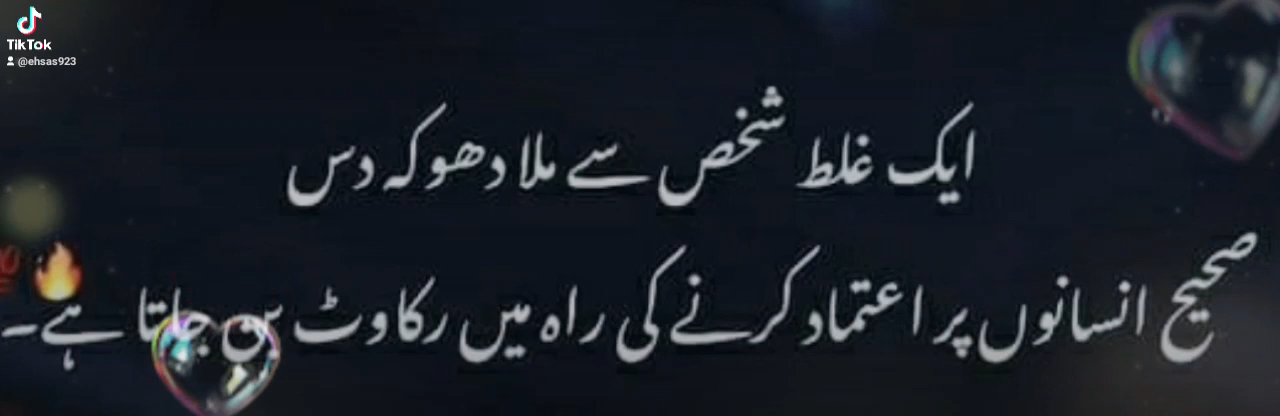 TikTok
@ehsas923
ایک غلط شخص سے ملا دھوکہ دس
صحیح انسانوں پر اعتماد کرنے کی راہ میں رکاوٹ بن جاتا ہے۔